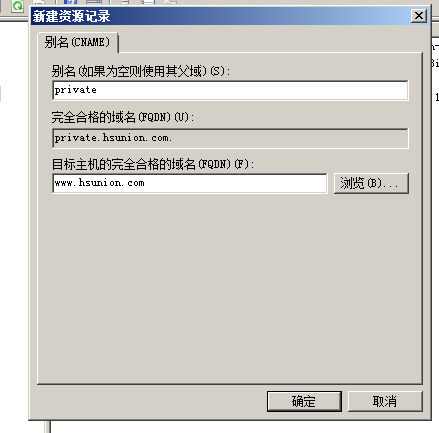 新建资源记录
别名(CNAME)
别名(如果为空则使用其父域)(S):
private
完全合格的域名(FQDN)(U):
private.hsunion.com.
目标主机的完全合格的域名(FQDN)(F):
www.hsunion.com
浏览(B)...
确定
取消